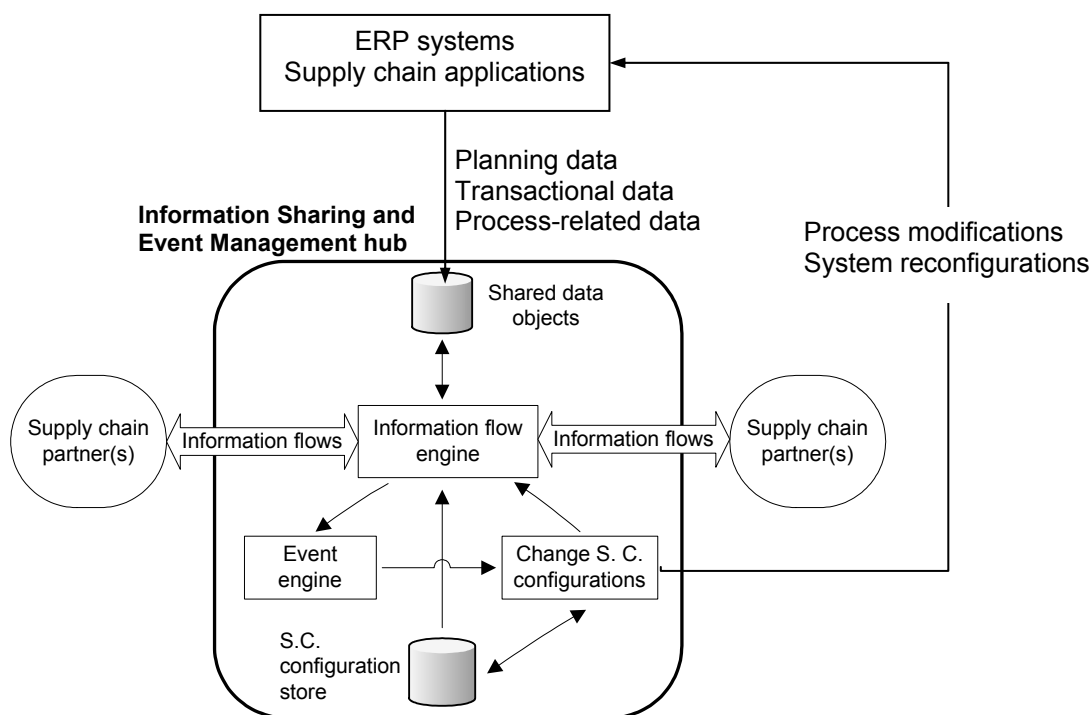 ERP systems
Supply chain applications
Planning data
Transactional data
Process-related data
Information Sharing and
Event Management hub
Process modifications
System reconfigurations
Shared data
objects
Supply chain
partner(s)
Information flows
Information flow
engine
Information flows
Supply chain
partner(s)
Event
engine
Change S. C.
configurations
S.C.
configuration
store